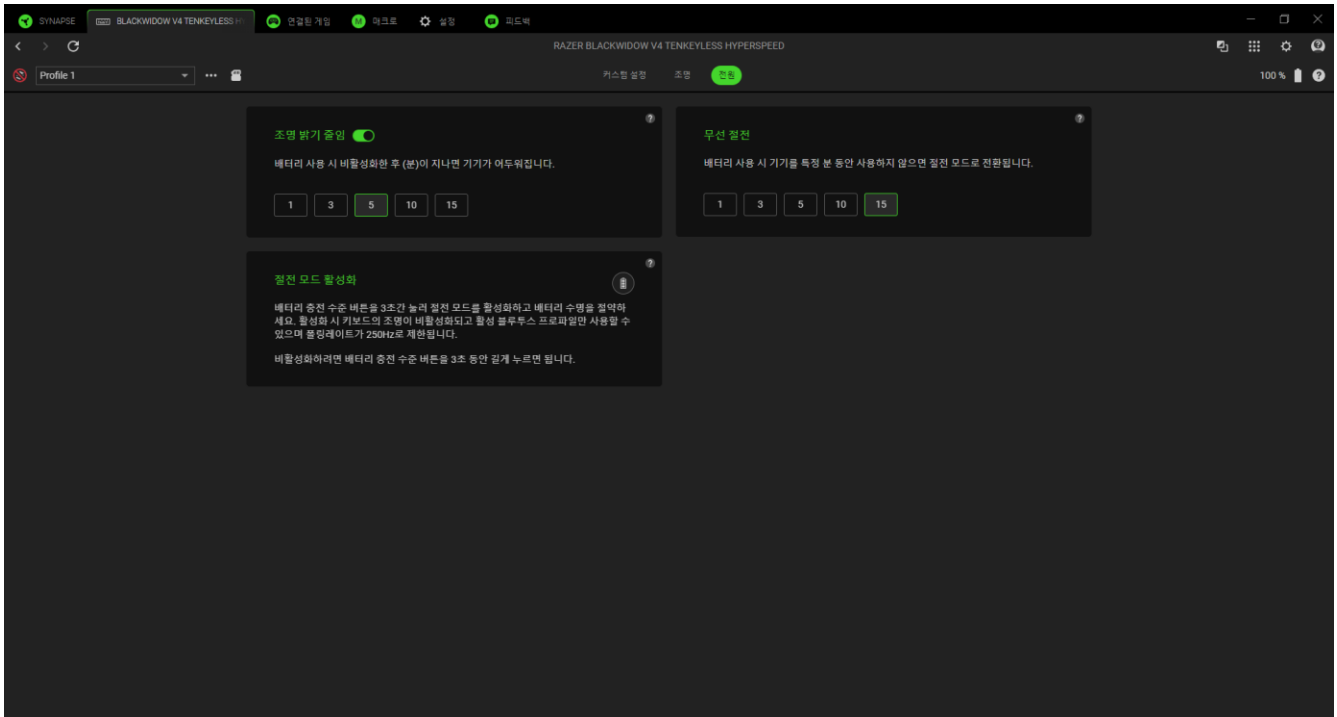 SYNAPSE
BLACKWIDOW V4 TENKEYLESS H
연결된 게임
매크로
설정
피드백
RAZER BLACKWIDOW V4 TENKEYLESS HYPERSPEED
Profile 1
커스텀 설정
조명
전원
100 %
조명 밝기 줄임
배터리 사용 시 비활성화한 후 (분)이 지나면 기기가 어두워집니다.
1 3 5 10 15
무선 절전
배터리 사용 시 기기를 특정 분 동안 사용하지 않으면 절전 모드로 전환됩니다.
1 3 5 10 15
절전 모드 활성화
배터리 충전 수준 버튼을 3초간 눌러 절전 모드를 활성화하고 배터리 수명을 절약하
세요. 활성화 시 키보드의 조명이 비활성화되고 활성 블루투스 프로파일만 사용할 수
있으며 폴링레이트가 250Hz로 제한됩니다.
비활성화하려면 배터리 충전 수준 버튼을 3초 동안 길게 누르면 됩니다.